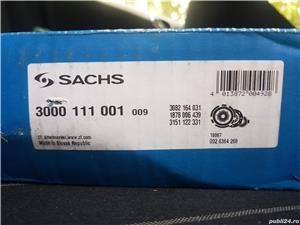 SACHS
3000 111 001 009
3082 164 031
1878 006 439
3151 122 331
4 013872 004928
ZF Aftermarket, www.zf.com
Made in Slovak Republic
002 6364 269
publi24.ro